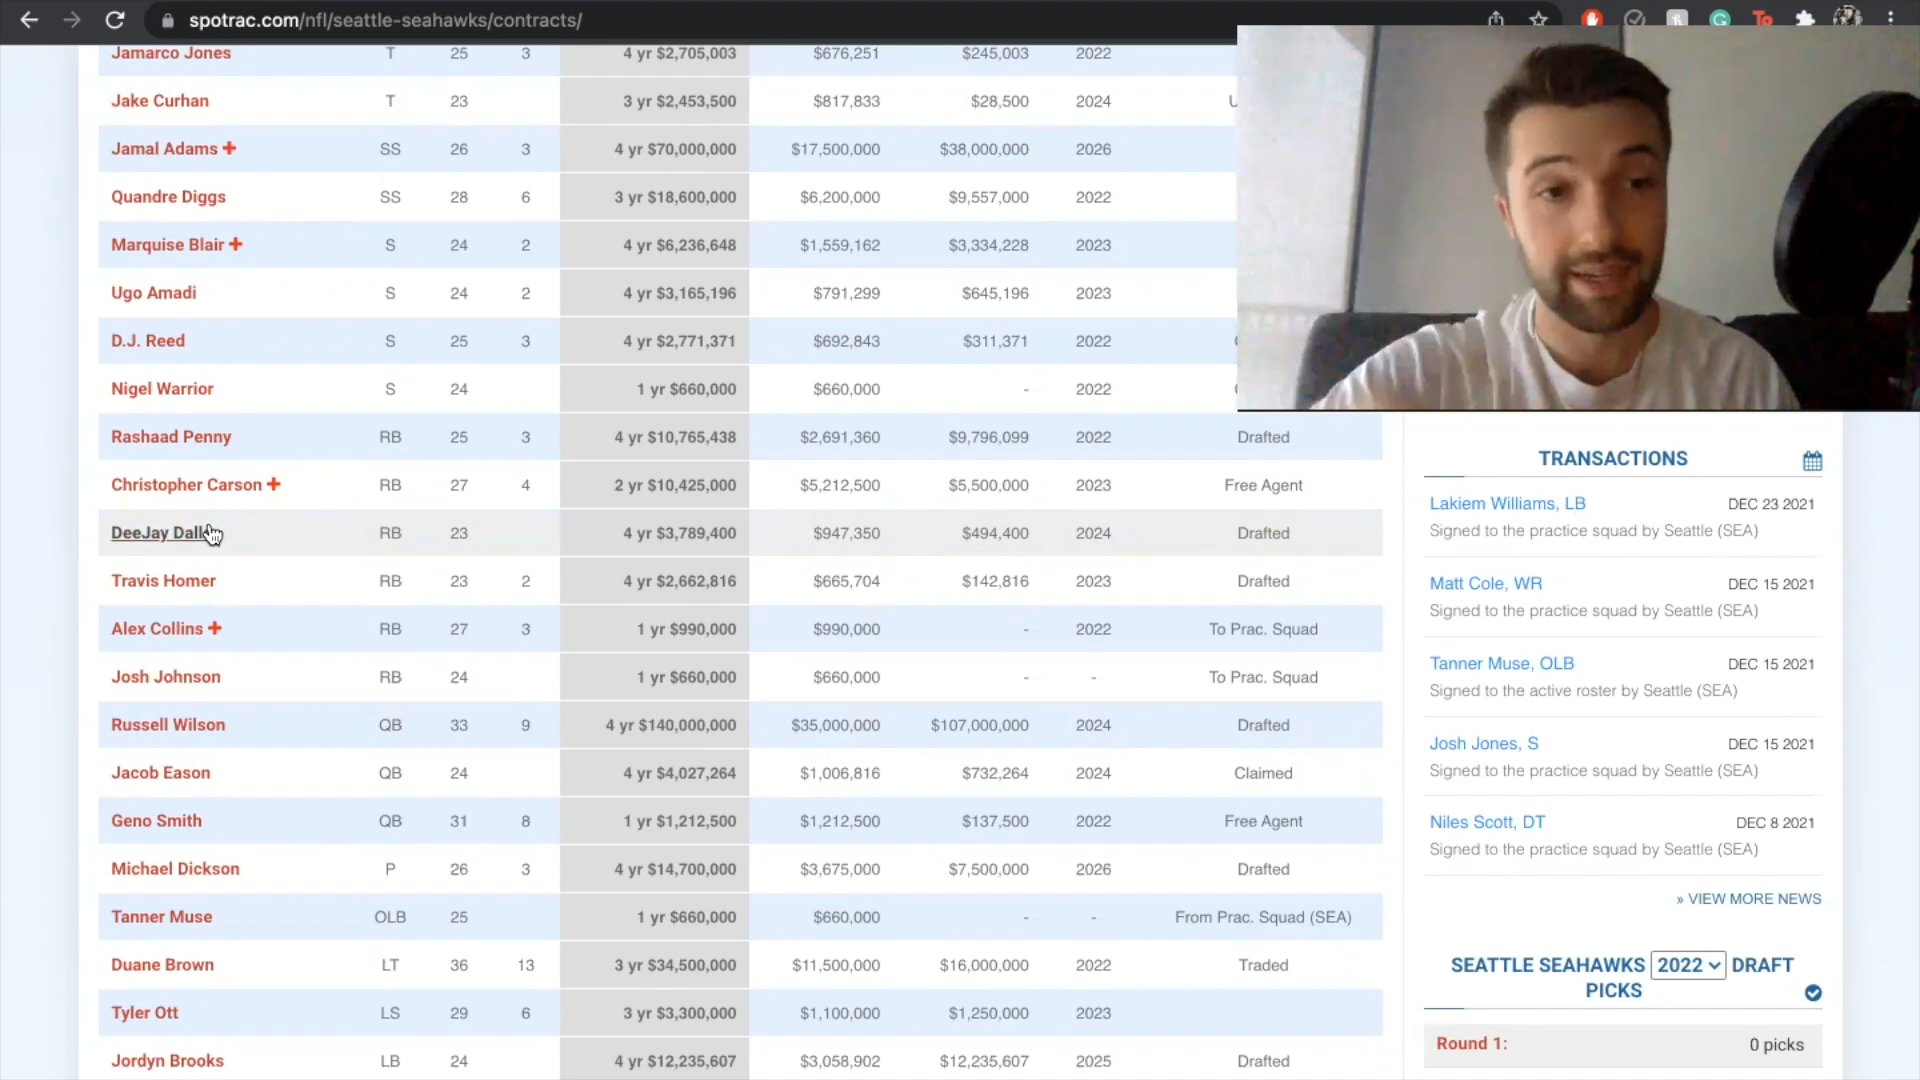 spotrac.com/nfl/seattle-seahawks/contracts/
Jamarco Jones T 25 3 4 yr $2,705,003 $676,251 $245,003 2022
Jake Curhan T 23 3 yr $2,453,500 $817,833 $28,500 2024 U
Jamal Adams + SS 26 3 4 yr $70,000,000 $17,500,000 $38,000,000 2026
Quandre Diggs SS 28 6 3 yr $18,600,000 $6,200,000 $9,557,000 2022
Marquise Blair + S 24 2 4 yr $6,236,648 $1,559,162 $3,334,228 2023
Ugo Amadi S 24 2 4 yr $3,165,196 $791,299 $645,196 2023
D.J. Reed S 25 3 4 yr $2,771,371 $692,843 $311,371 2022
Nigel Warrior S 24 1 yr $660,000 $660,000 - 2022
Rashaad Penny RB 25 3 4 yr $10,765,438 $2,691,360 $9,796,099 2022 Drafted
Christopher Carson + RB 27 4 2 yr $10,425,000 $5,212,500 $5,500,000 2023 Free Agent
DeeJay Dall RB 23 4 yr $3,789,400 $947,350 $494,400 2024 Drafted
Travis Homer RB 23 2 4 yr $2,662,816 $665,704 $142,816 2023 Drafted
Alex Collins + RB 27 3 1 yr $990,000 $990,000 - 2022 To Prac. Squad
Josh Johnson RB 24 1 yr $660,000 $660,000 - - To Prac. Squad
Russell Wilson QB 33 9 4 yr $140,000,000 $35,000,000 $107,000,000 2024 Drafted
Jacob Eason QB 24 4 yr $4,027,264 $1,006,816 $732,264 2024 Claimed
Geno Smith QB 31 8 1 yr $1,212,500 $1,212,500 $137,500 2022 Free Agent
Michael Dickson P 26 3 4 yr $14,700,000 $3,675,000 $7,500,000 2026 Drafted
Tanner Muse OLB 25 1 yr $660,000 $660,000 - - From Prac. Squad (SEA)
Duane Brown LT 36 13 3 yr $34,500,000 $11,500,000 $16,000,000 2022 Traded
Tyler Ott LS 29 6 3 yr $3,300,000 $1,100,000 $1,250,000 2023
Jordyn Brooks LB 24 4 yr $12,235,607 $3,058,902 $12,235,607 2025 Drafted
TRANSACTIONS
Lakiem Williams, LB DEC 23 2021
Signed to the practice squad by Seattle (SEA)
Matt Cole, WR DEC 15 2021
Signed to the practice squad by Seattle (SEA)
Tanner Muse, OLB DEC 15 2021
Signed to the active roster by Seattle (SEA)
Josh Jones, S DEC 15 2021
Signed to the practice squad by Seattle (SEA)
Niles Scott, DT DEC 8 2021
Signed to the practice squad by Seattle (SEA)
» VIEW MORE NEWS
SEATTLE SEAHAWKS 2022 DRAFT
PICKS
Round 1: 0 picks